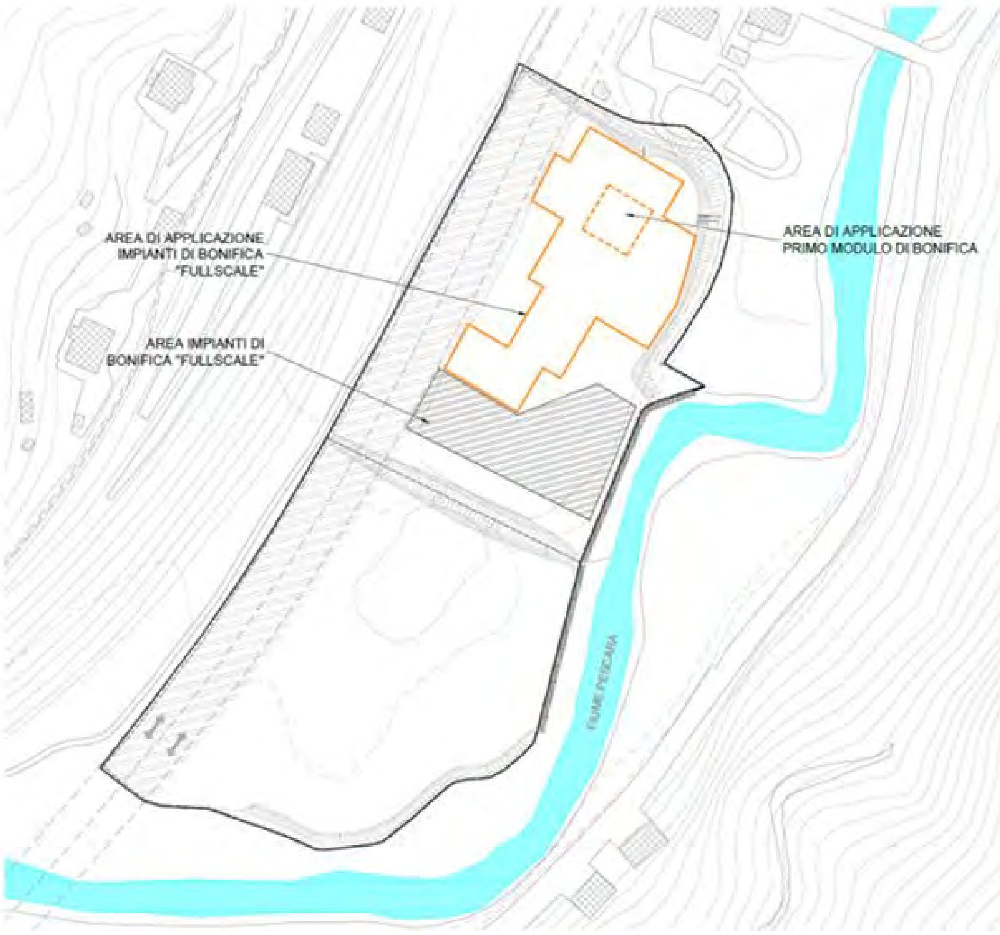 AREA DI APPLICAZIONE
IMPIANTI DI BONIFICA
"FULLSCALE"
AREA DI APPLICAZIONE
PRIMO MODULO DI BONIFICA
AREA IMPIANTI DI
BONIFICA "FULLSCALE"
FIUME PESCARA